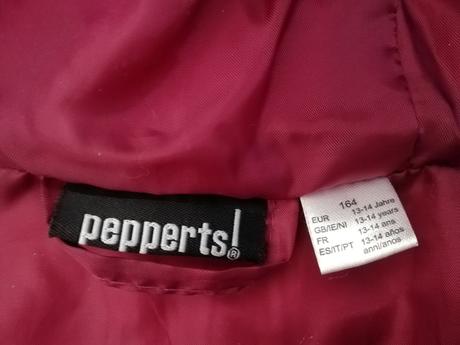 pepperts!®
164
EUR 13-14 Jahre
GB/IE/NI 13-14 years
FR 13-14 ans
ES/IT/PT 13-14 años
anni/anos